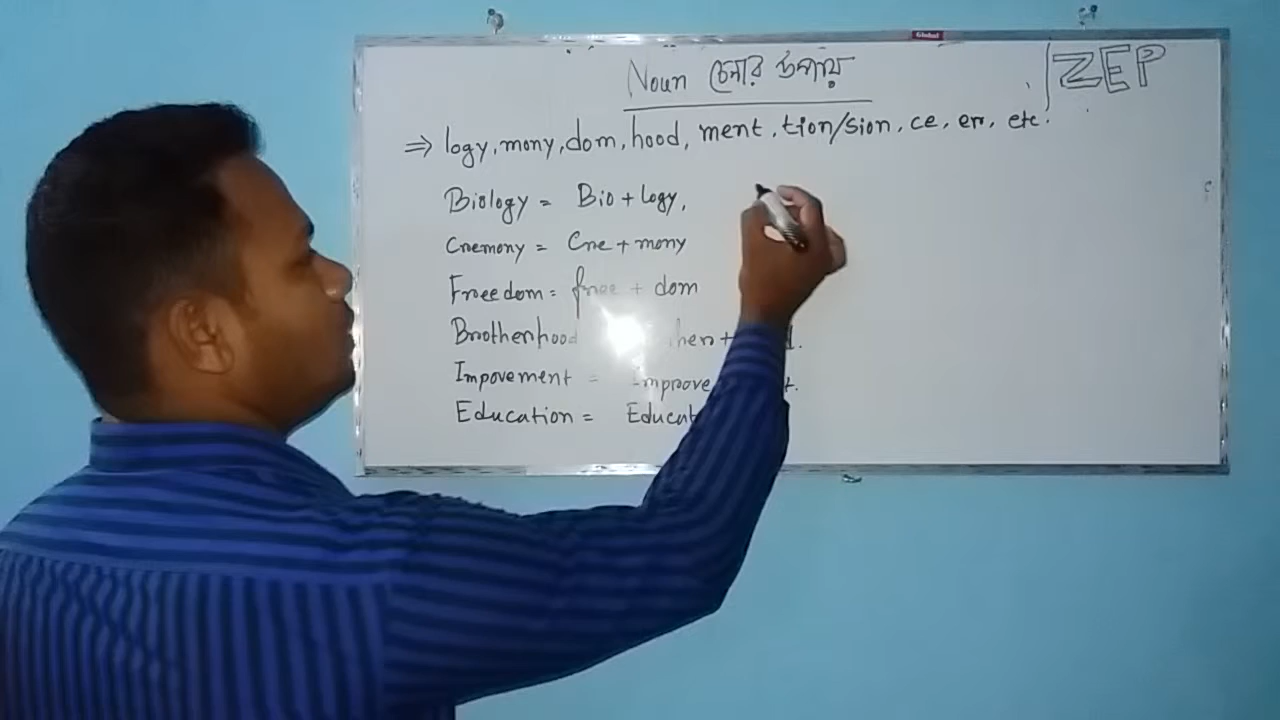 Global
Noun চেনার উপায়
ZEP
⇒ logy, mony, dom, hood, ment, tion/sion, ce, er, etc.
Biology = Bio + logy,
Cremony = Cre + mony
Freedom = free + dom
Brotherhood
Impovement = Improve
Education =